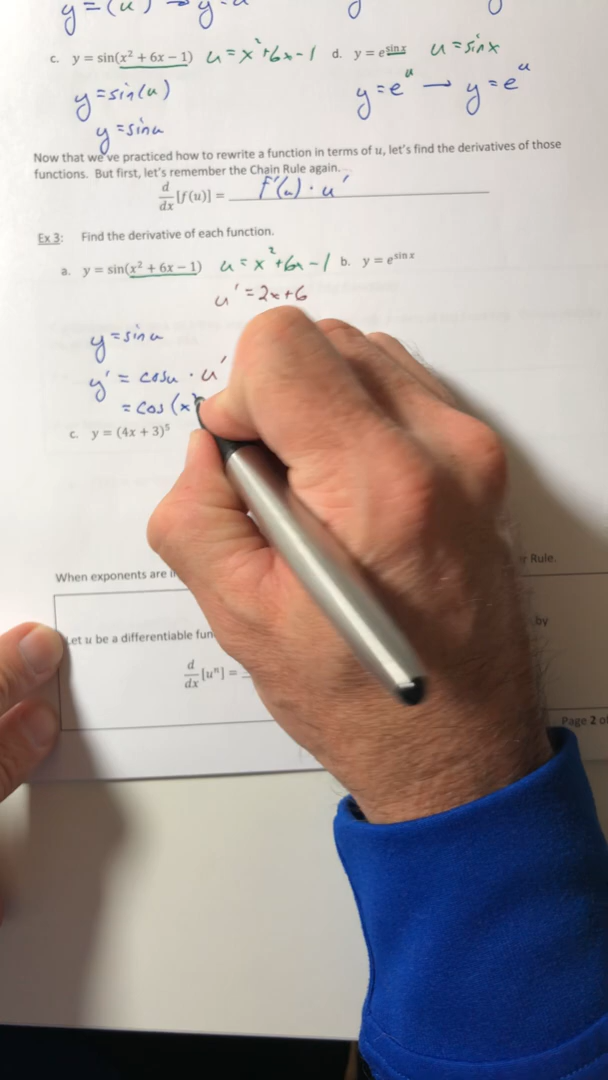 y = (u) → y = u
c. y = sin(x² + 6x − 1) u = x² + 6x − 1 d. y = e^sin x u = sin x
y = sin(u) y = e^u → y = e^u
y = sin u
Now that we've practiced how to rewrite a function in terms of u, let's find the derivatives of those
functions. But first, let's remember the Chain Rule again.
d/dx [f(u)] = f'(u) · u'
Ex 3: Find the derivative of each function.
a. y = sin(x² + 6x − 1) u = x² + 6x − 1 b. y = e^sin x
u' = 2x + 6
y = sin u
y' = cos u · u'
= cos (x²
c. y = (4x + 3)⁵
When exponents are r Rule.
Let u be a differentiable fun by
d/dx [uⁿ] =
Page 2 o